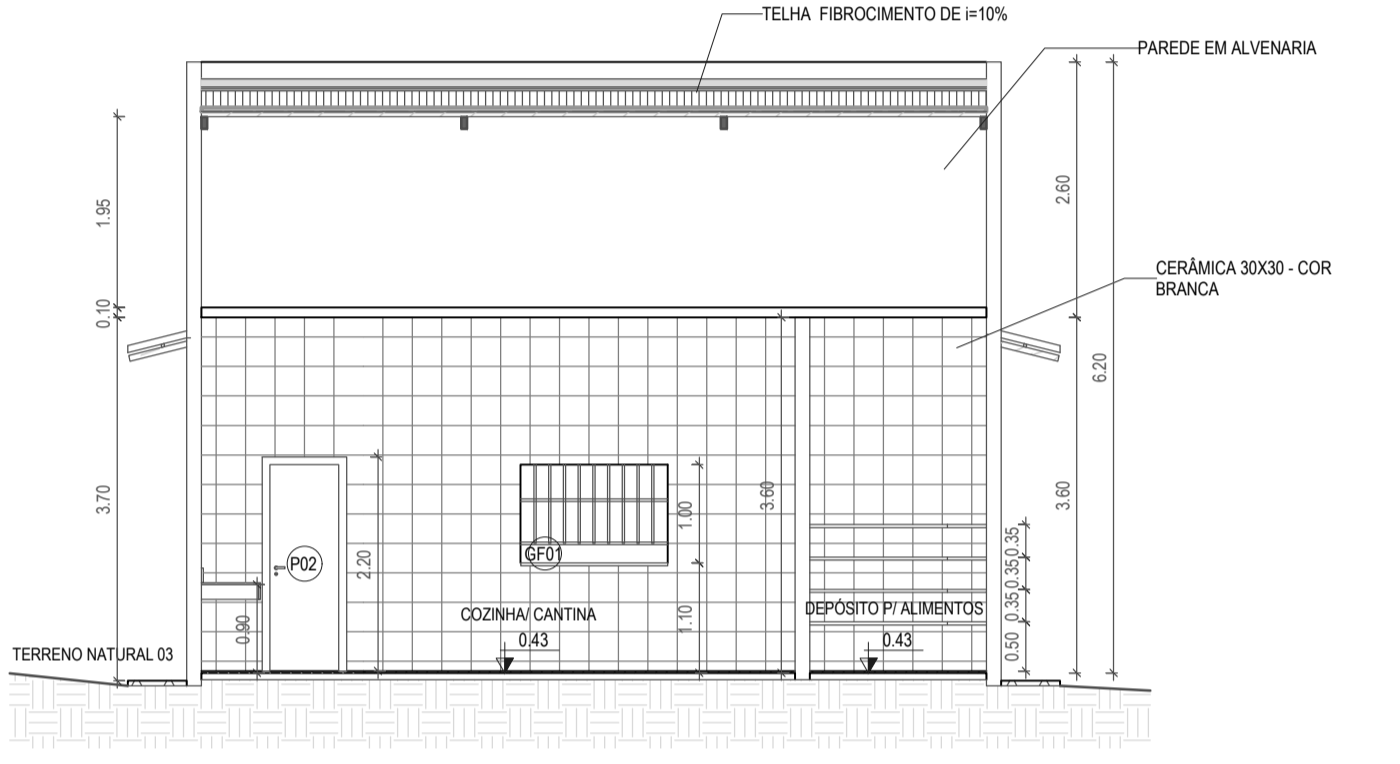 TELHA FIBROCIMENTO DE i=10%
PAREDE EM ALVENARIA
1.95
2.60
CERÂMICA 30X30 - COR
BRANCA
0.10
6.20
3.70
3.60
3.60
1.00
GF01
P02
2.20
0.35
0.35
0.35
0.50
COZINHA/ CANTINA
0.43
DEPÓSITO P/ ALIMENTOS
0.43
1.10
0.90
TERRENO NATURAL 03